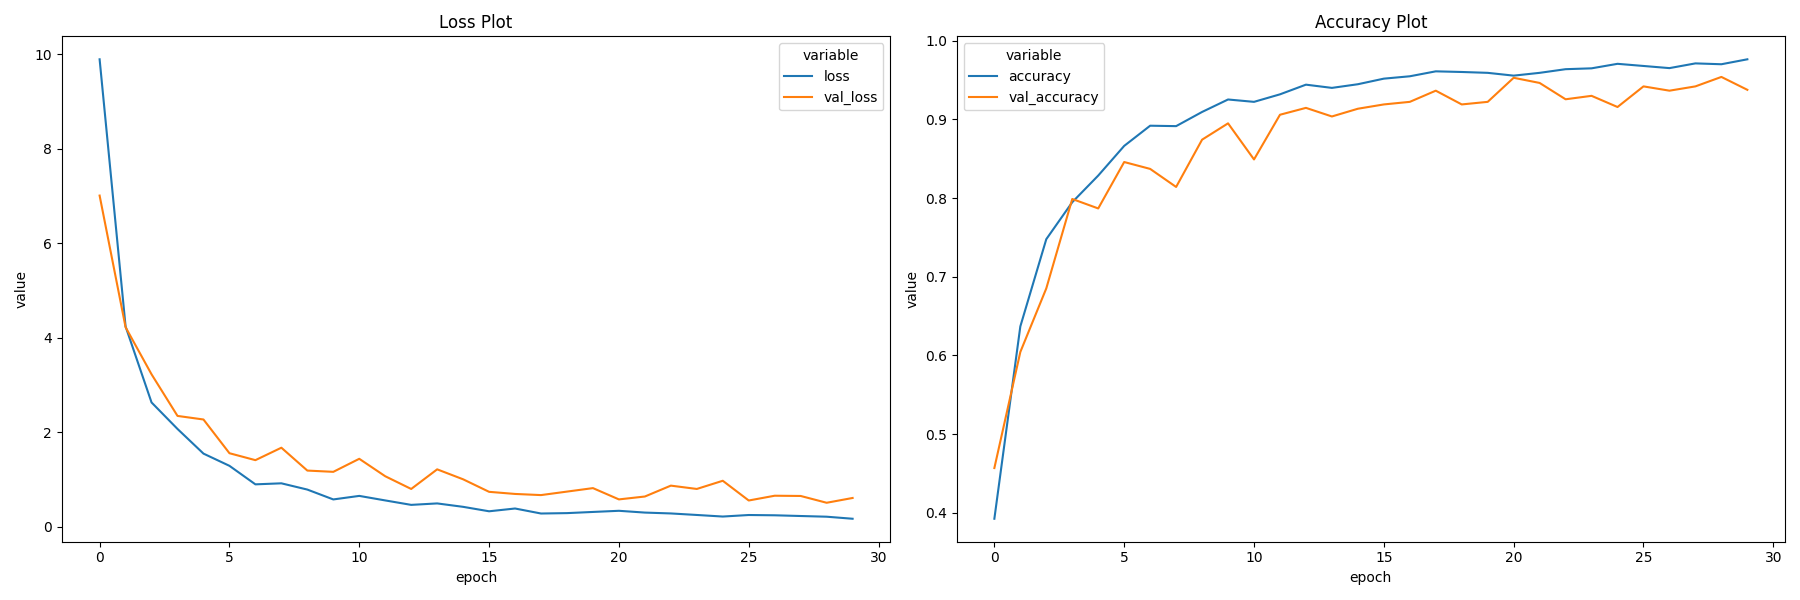 Loss Plot
variable
loss
val_loss
value
10
8
6
4
2
0
0 5 10 15 20 25 30
epoch
Accuracy Plot
variable
accuracy
val_accuracy
value
1.0
0.9
0.8
0.7
0.6
0.5
0.4
0 5 10 15 20 25 30
epoch